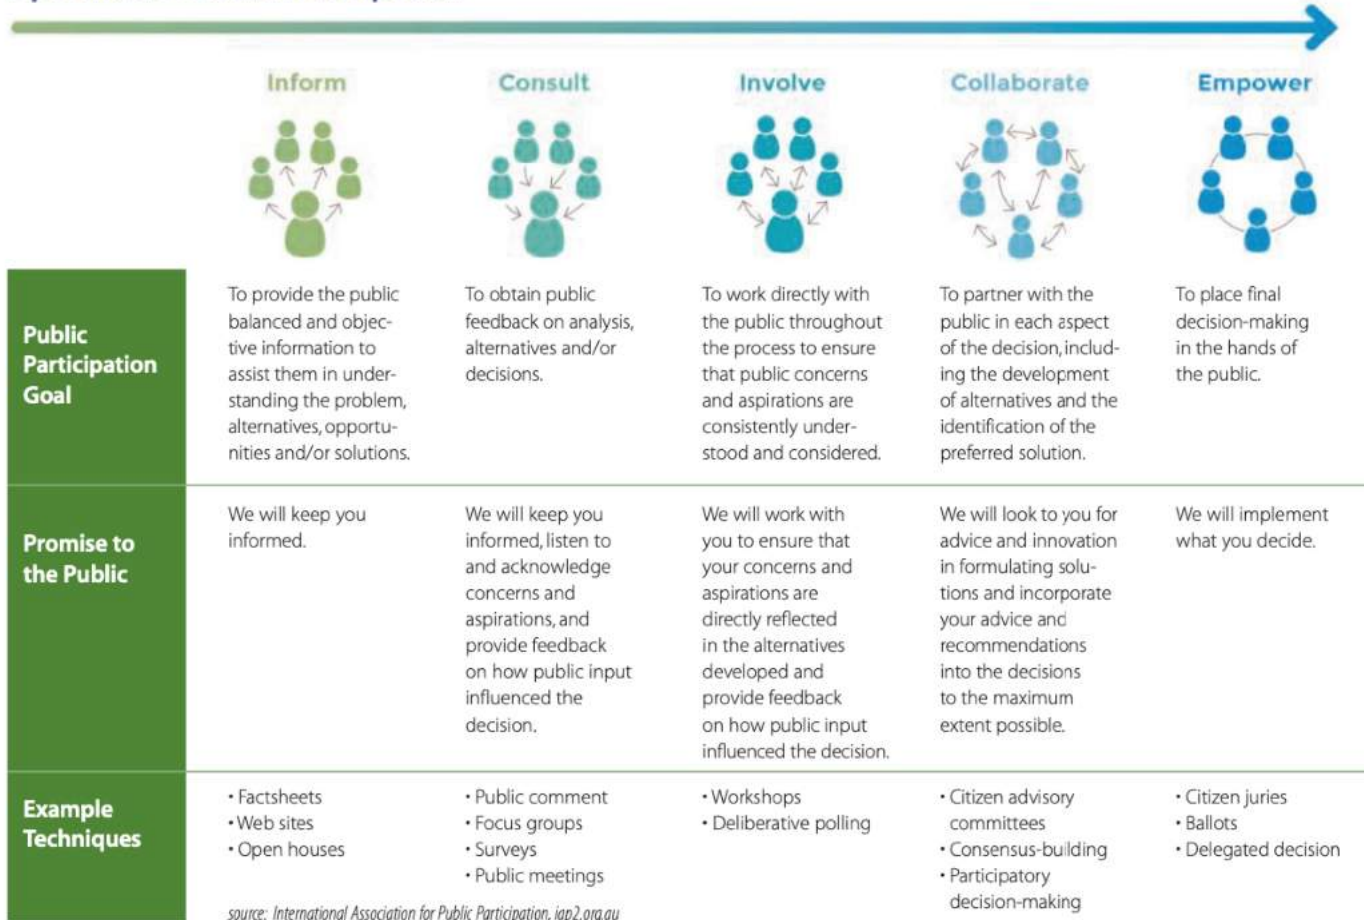 Inform
Consult
Involve
Collaborate
Empower
Public
Participation
Goal
To provide the public
balanced and objec-
tive information to
assist them in under-
standing the problem,
alternatives, opportu-
nities and/or solutions.
To obtain public
feedback on analysis,
alternatives and/or
decisions.
To work directly with
the public throughout
the process to ensure
that public concerns
and aspirations are
consistently under-
stood and considered.
To partner with the
public in each aspect
of the decision, includ-
ing the development
of alternatives and the
identification of the
preferred solution.
To place final
decision-making
in the hands of
the public.
Promise to
the Public
We will keep you
informed.
We will keep you
informed, listen to
and acknowledge
concerns and
aspirations, and
provide feedback
on how public input
influenced the
decision.
We will work with
you to ensure that
your concerns and
aspirations are
directly reflected
in the alternatives
developed and
provide feedback
on how public input
influenced the decision.
We will look to you for
advice and innovation
in formulating solu-
tions and incorporate
your advice and
recommendations
into the decisions
to the maximum
extent possible.
We will implement
what you decide.
Example
Techniques
• Factsheets
• Web sites
• Open houses
• Public comment
• Focus groups
• Surveys
• Public meetings
• Workshops
• Deliberative polling
• Citizen advisory
committees
• Consensus-building
• Participatory
decision-making
• Citizen juries
• Ballots
• Delegated decision
source: International Association for Public Participation, iap2.org.au